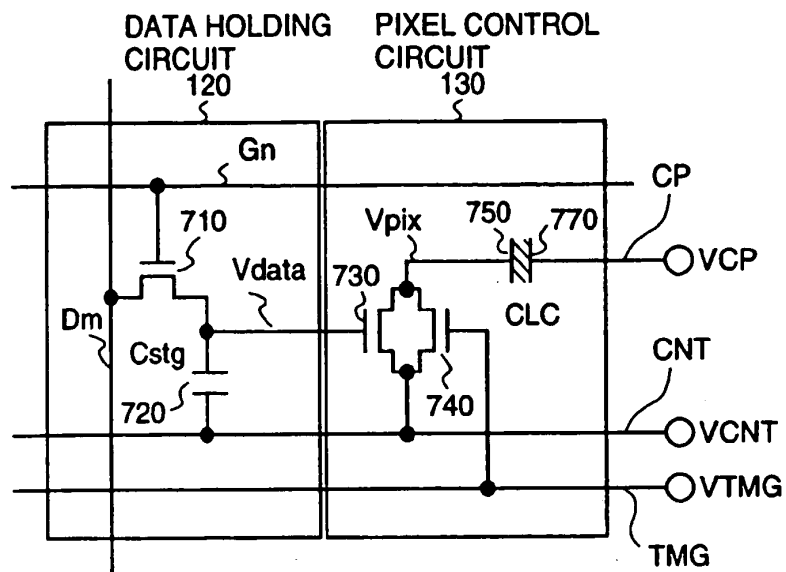 DATA HOLDING
CIRCUIT
120
PIXEL CONTROL
CIRCUIT
130
Gn
CP
710
Vpix
750
770
VCP
Vdata
730
Dm
CLC
Cstg
CNT
720
740
VCNT
VTMG
TMG